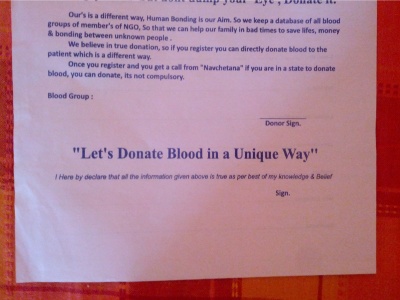 dump your "Eye", Donate it.
Our's is a different way, Human Bonding is our Aim. So we keep a database of all blood
groups of member's of NGO, So that we can help our family in bad times to save lifes, money
& bonding between unknown people .
We believe in true donation, so if you register you can directly donate blood to the
patient which is a different way.
Once you register and you get a call from "Navchetana" if you are in a state to donate
blood, you can donate, its not compulsory.
Blood Group :
Donor Sign.
"Let's Donate Blood in a Unique Way"
I Here by declare that all the information given above is true as per best of my knowledge & Belief
Sign.